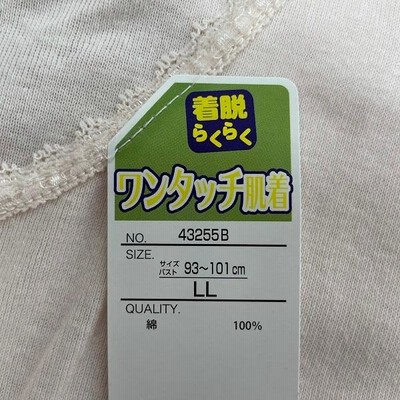 着脱
らくらく
ワンタッチ肌着
NO. 43255B
SIZE. サイズ
バスト 93~101cm
LL
QUALITY.
綿 100%